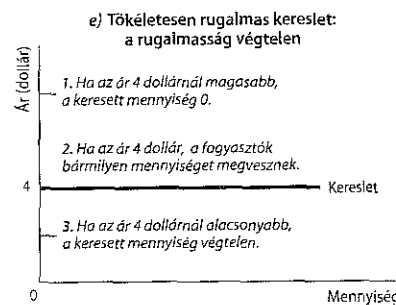 e) Tökéletesen rugalmas kereslet:
a rugalmasság végtelen
Ár (dollár)
1. Ha az ár 4 dollárnál magasabb,
a keresett mennyiség 0.
2. Ha az ár 4 dollár, a fogyasztók
bármilyen mennyiséget megvesznek.
4
Kereslet
3. Ha az ár 4 dollárnál alacsonyabb,
a keresett mennyiség végtelen.
0
Mennyiség